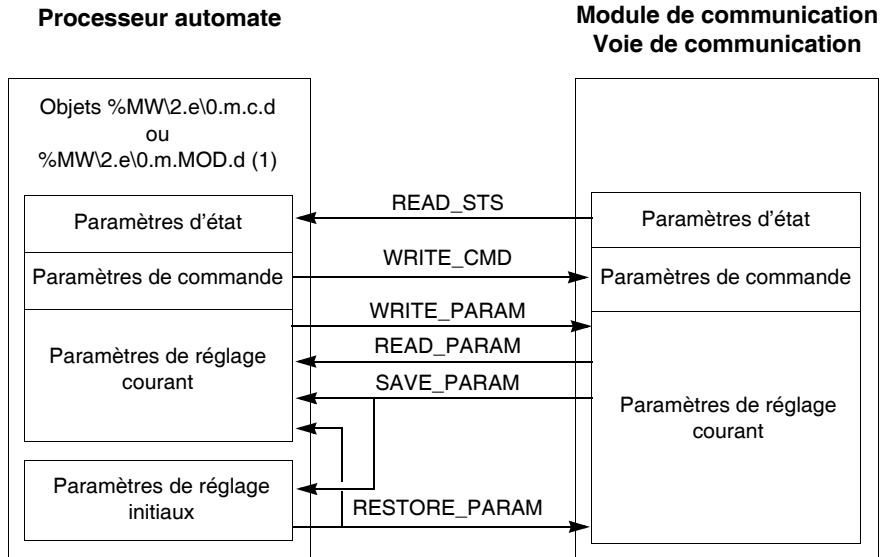 Processeur automate
Module de communication
Voie de communication
Objets %MW\2.e\0.m.c.d
ou
%MW\2.e\0.m.MOD.d (1)
Paramètres d'état
READ_STS
Paramètres d'état
Paramètres de commande
WRITE_CMD
Paramètres de commande
WRITE_PARAM
Paramètres de réglage
courant
READ_PARAM
SAVE_PARAM
Paramètres de réglage
courant
Paramètres de réglage
initiaux
RESTORE_PARAM